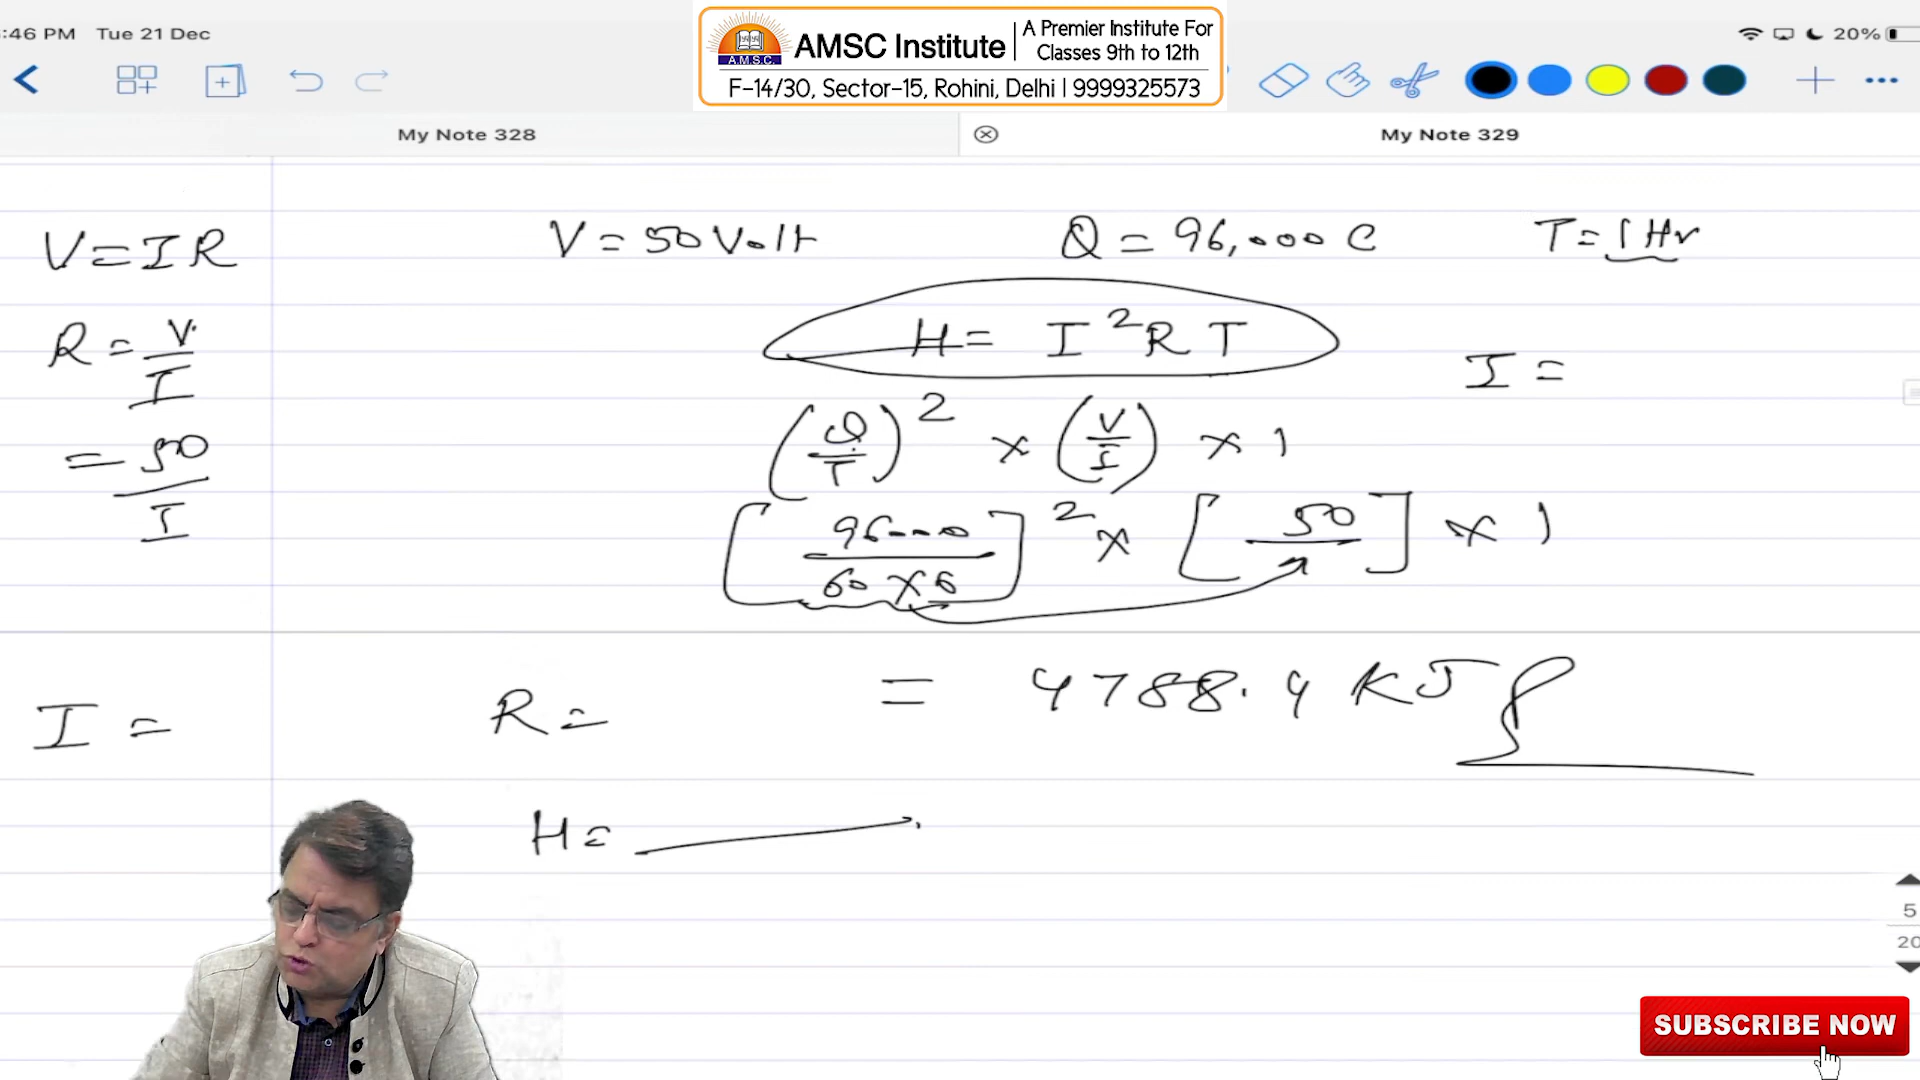 :46 PM Tue 21 Dec
AMSC Institute
A Premier Institute For
Classes 9th to 12th
A.M.S.C.
F-14/30, Sector-15, Rohini, Delhi | 9999325573
20%
My Note 328
My Note 329
V = I R
V = 50 Volt
Q = 96,000 C
T = 1 Hr
R = V/I
H = I²RT
I =
(Q/T)² × (V/I) × 1
= 50/I
[96000/60×6]² × [50/] × 1
I =
R =
= 4788.4 KJ
H =
5
20
SUBSCRIBE NOW